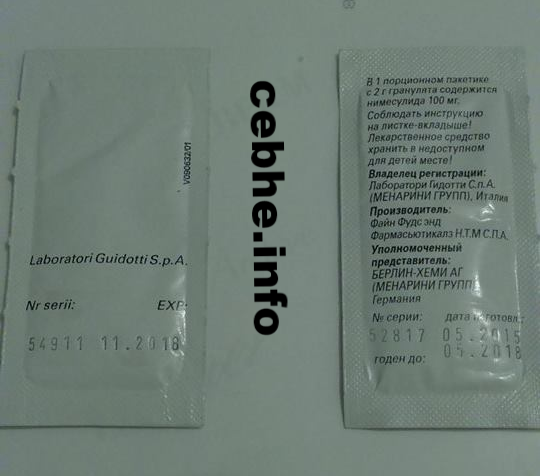 V090832/01
Laboratori Guidotti S.p.A.
Nr serii: EXP:
54911 11.2018
cebhe.info
В 1 порционном пакетике
с 2 г гранулята содержится
нимесулида 100 мг.
Соблюдать инструкцию
на листке-вкладыше!
Лекарственное средство
хранить в недоступном
для детей месте!
Владелец регистрации:
Лаборатори Гидотти С.п.А.
(МЕНАРИНИ ГРУПП), Италия
Производитель:
Файн Фудс энд
Фармасьютикалз Н.Т.М С.П.А.
Уполномоченный
представитель:
БЕРЛИН-ХЕМИ АГ
(МЕНАРИНИ ГРУПП)
Германия
№ серии: дата изготовл.:
52817 05.2015
05.2018
годен до: